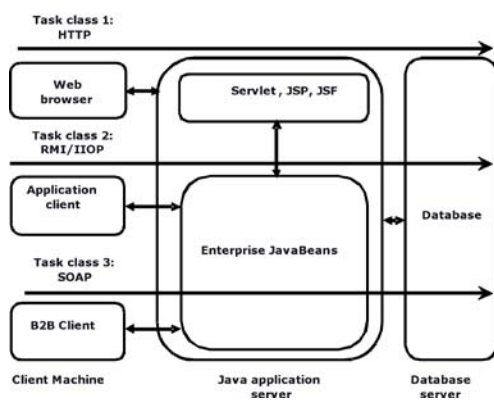 Task class 1:
HTTP
Web
browser
Servlet , JSP, JSF
Task class 2:
RMI/IIOP
Application
client
Enterprise JavaBeans
Database
Task class 3:
SOAP
B2B Client
Client Machine
Java application
server
Database
server